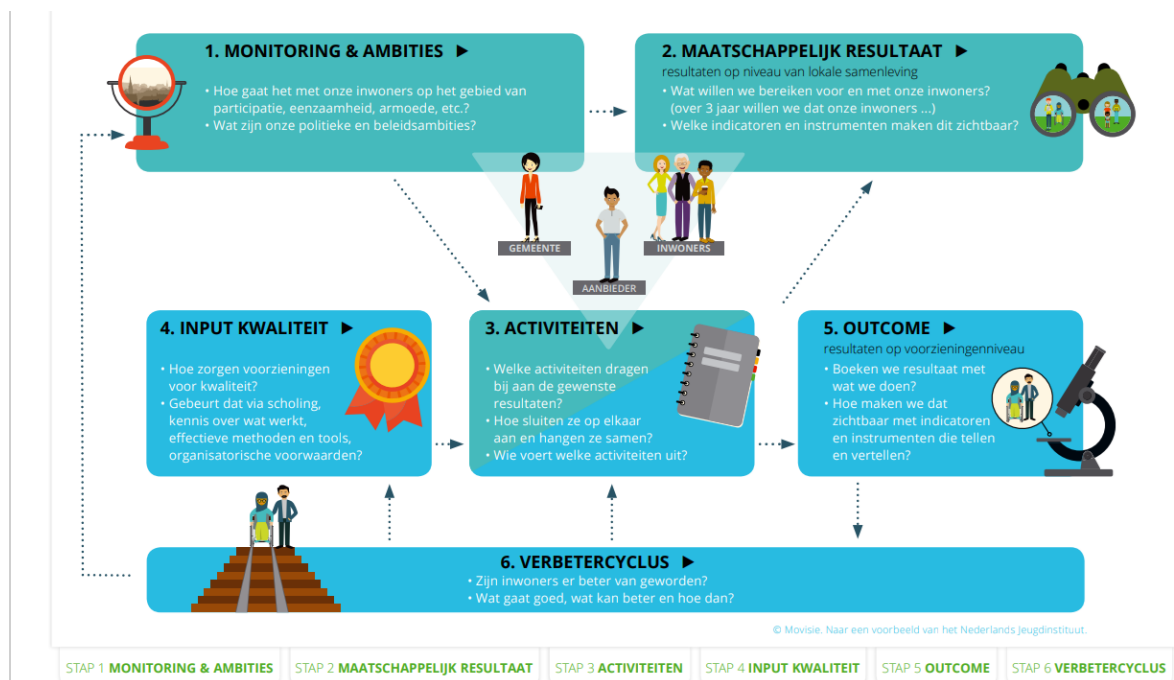 1. MONITORING & AMBITIES ►
• Hoe gaat het met onze inwoners op het gebied van
participatie, eenzaamheid, armoede, etc.?
• Wat zijn onze politieke en beleidsambities?
2. MAATSCHAPPELIJK RESULTAAT ►
resultaten op niveau van lokale samenleving
• Wat willen we bereiken voor en met onze inwoners?
(over 3 jaar willen we dat onze inwoners ...)
• Welke indicatoren en instrumenten maken dit zichtbaar?
GEMEENTE
INWONERS
AANBIEDER
4. INPUT KWALITEIT ►
• Hoe zorgen voorzieningen
voor kwaliteit?
• Gebeurt dat via scholing,
kennis over wat werkt,
effectieve methoden en tools,
organisatorische voorwaarden?
3. ACTIVITEITEN ►
• Welke activiteiten dragen
bij aan de gewenste
resultaten?
• Hoe sluiten ze op elkaar
aan en hangen ze samen?
• Wie voert welke activiteiten uit?
5. OUTCOME ►
resultaten op voorzieningenniveau
• Boeken we resultaat met
wat we doen?
• Hoe maken we dat
zichtbaar met indicatoren
en instrumenten die tellen
en vertellen?
6. VERBETERCYCLUS ►
• Zijn inwoners er beter van geworden?
• Wat gaat goed, wat kan beter en hoe dan?
© Movisie. Naar een voorbeeld van het Nederlands Jeugdinstituut.
STAP 1 MONITORING & AMBITIES
STAP 2 MAATSCHAPPELIJK RESULTAAT
STAP 3 ACTIVITEITEN
STAP 4 INPUT KWALITEIT
STAP 5 OUTCOME
STAP 6 VERBETERCYCLUS